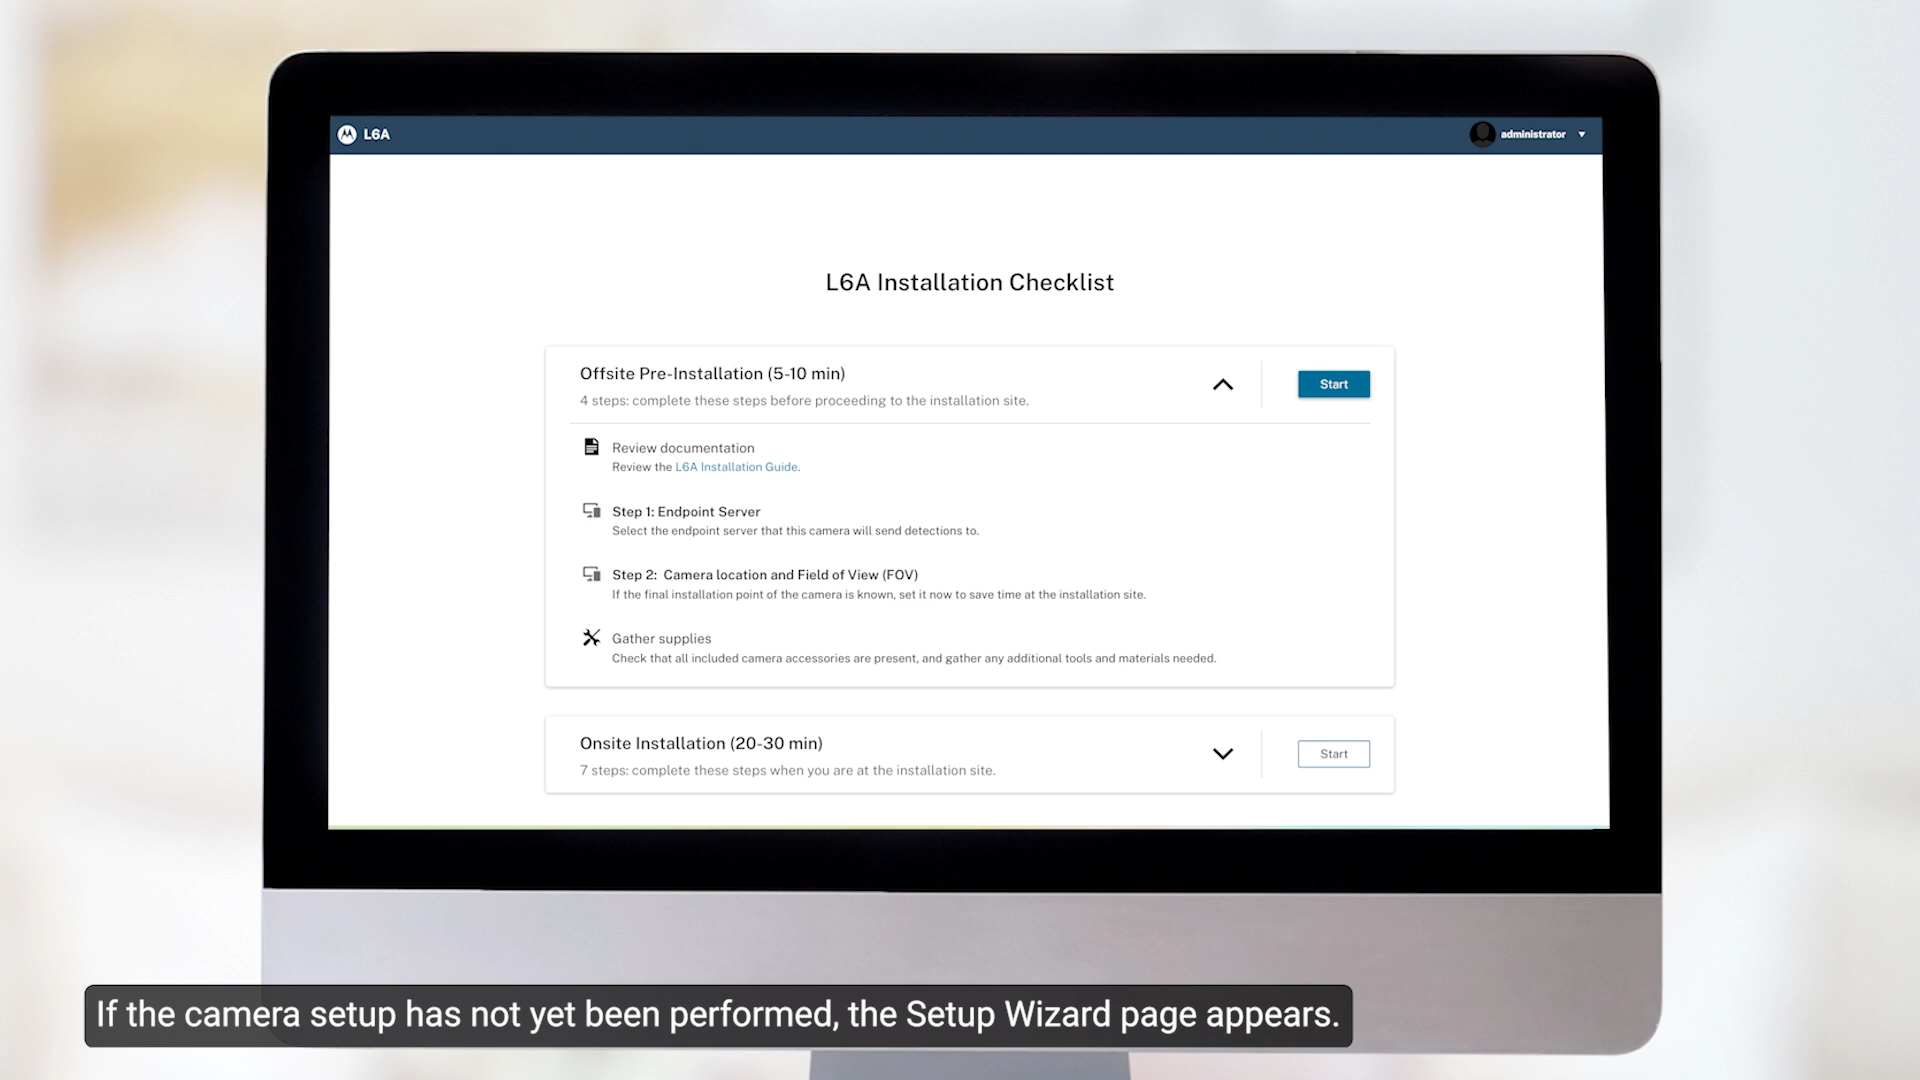 L6A
administrator
L6A Installation Checklist
Offsite Pre-Installation (5-10 min)
4 steps: complete these steps before proceeding to the installation site.
Start
Review documentation
Review the L6A Installation Guide.
Step 1: Endpoint Server
Select the endpoint server that this camera will send detections to.
Step 2: Camera location and Field of View (FOV)
If the final installation point of the camera is known, set it now to save time at the installation site.
Gather supplies
Check that all included camera accessories are present, and gather any additional tools and materials needed.
Onsite Installation (20-30 min)
7 steps: complete these steps when you are at the installation site.
Start
If the camera setup has not yet been performed, the Setup Wizard page appears.